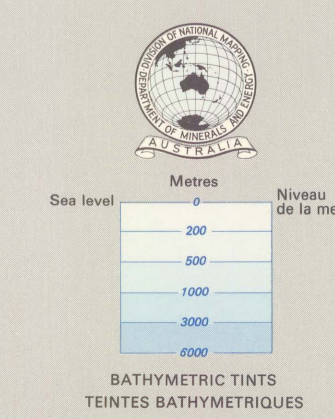 DIVISION OF NATIONAL MAPPING
DEPARTMENT OF MINERALS AND ENERGY
AUSTRALIA
Metres
Sea level
Niveau
de la me
0
200
500
1000
3000
6000
BATHYMETRIC TINTS
TEINTES BATHYMETRIQUES